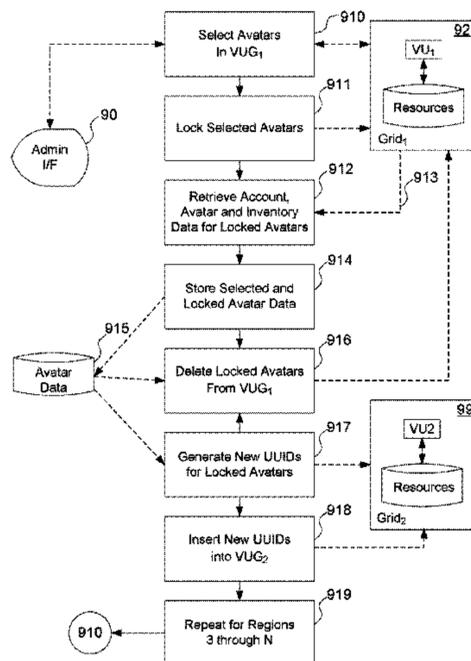 Select Avatars
In VUG1
910
92
VU1
Resources
Grid1
90
Admin
I/F
911
Lock Selected Avatars
912
913
Retrieve Account,
Avatar and Inventory
Data for Locked Avatars
914
Store Selected and
Locked Avatar Data
915
Avatar
Data
916
Delete Locked Avatars
From VUG1
917
Generate New UUIDs
for Locked Avatars
99
VU2
Resources
Grid2
918
Insert New UUIDs
into VUG2
919
Repeat for Regions
3 through N
910